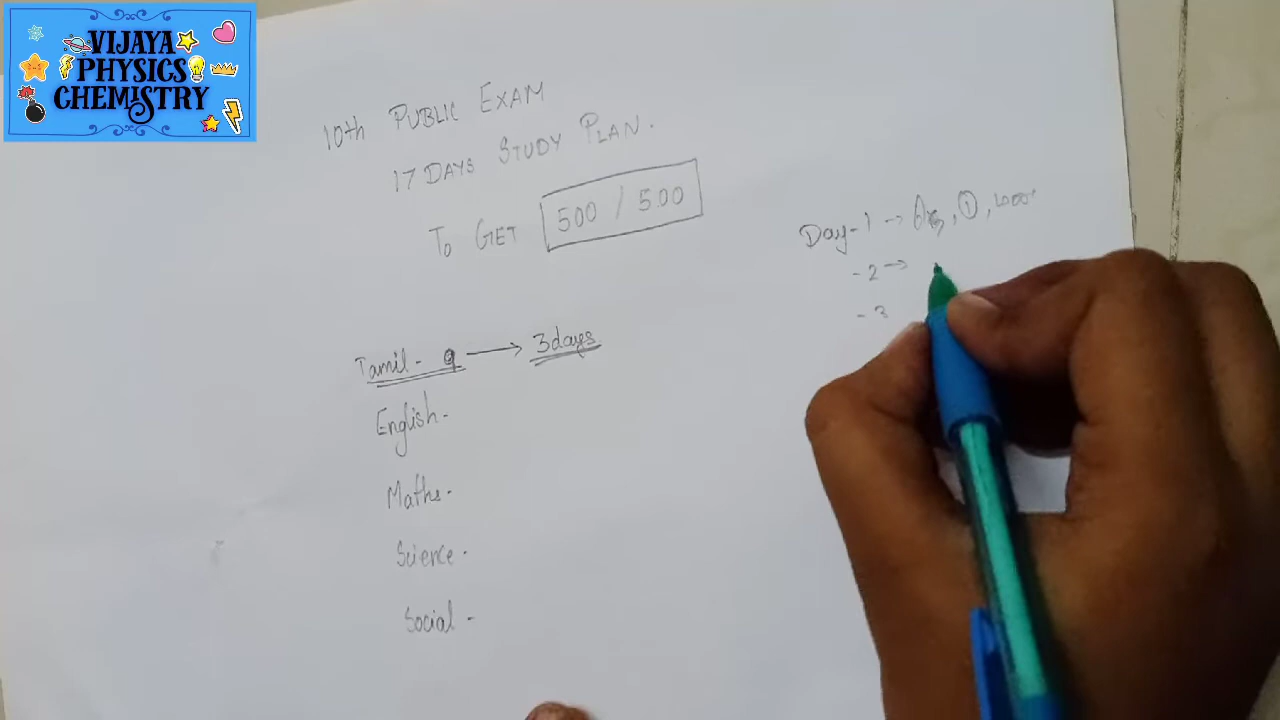 VIJAYA
PHYSICS
CHEMISTRY
10th PUBLIC EXAM
17 DAYS STUDY PLAN.
TO GET 500 / 500
Tamil - 9 → 3days
English -
Maths -
Science -
Social -
Day-1 → , ①,
-2 →
-3